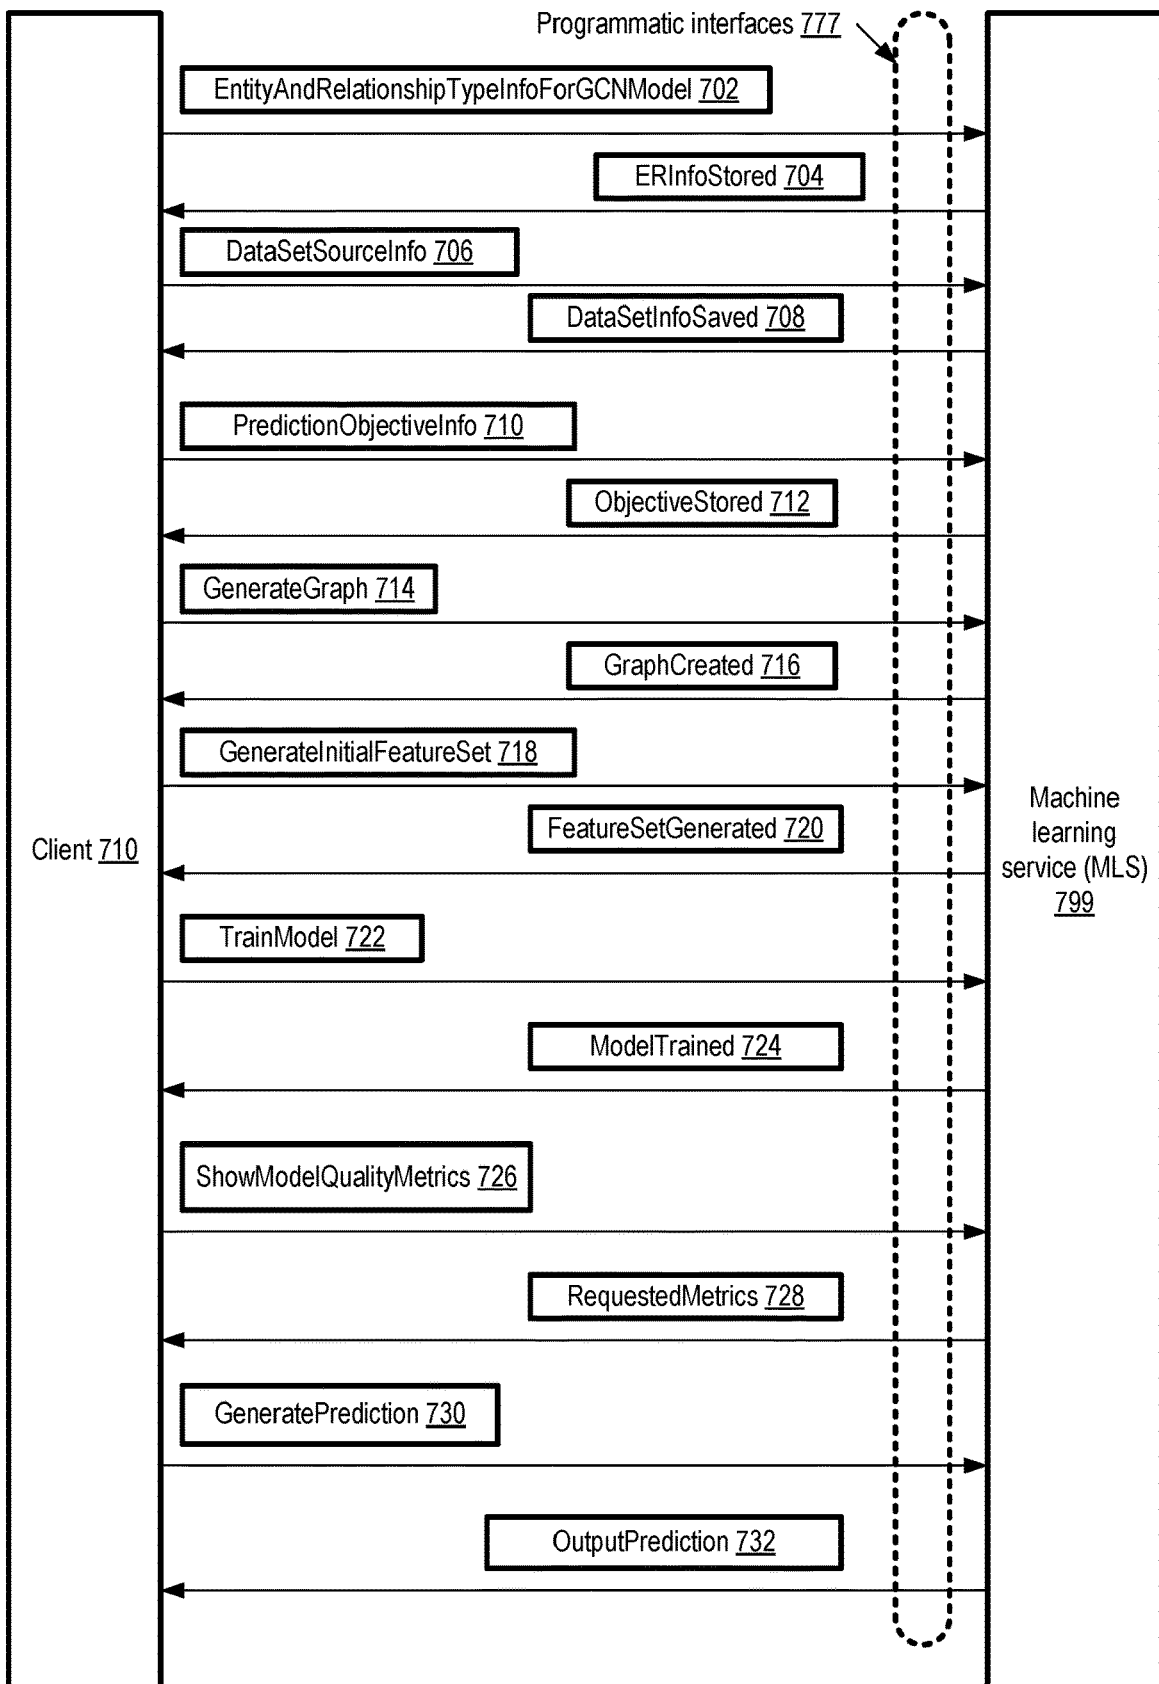 Programmatic interfaces 777
EntityAndRelationshipTypeInfoForGCNModel 702
ERInfoStored 704
DataSetSourceInfo 706
DataSetInfoSaved 708
PredictionObjectiveInfo 710
ObjectiveStored 712
GenerateGraph 714
GraphCreated 716
GenerateInitialFeatureSet 718
FeatureSetGenerated 720
Client 710
Machine
learning
service (MLS)
799
TrainModel 722
ModelTrained 724
ShowModelQualityMetrics 726
RequestedMetrics 728
GeneratePrediction 730
OutputPrediction 732